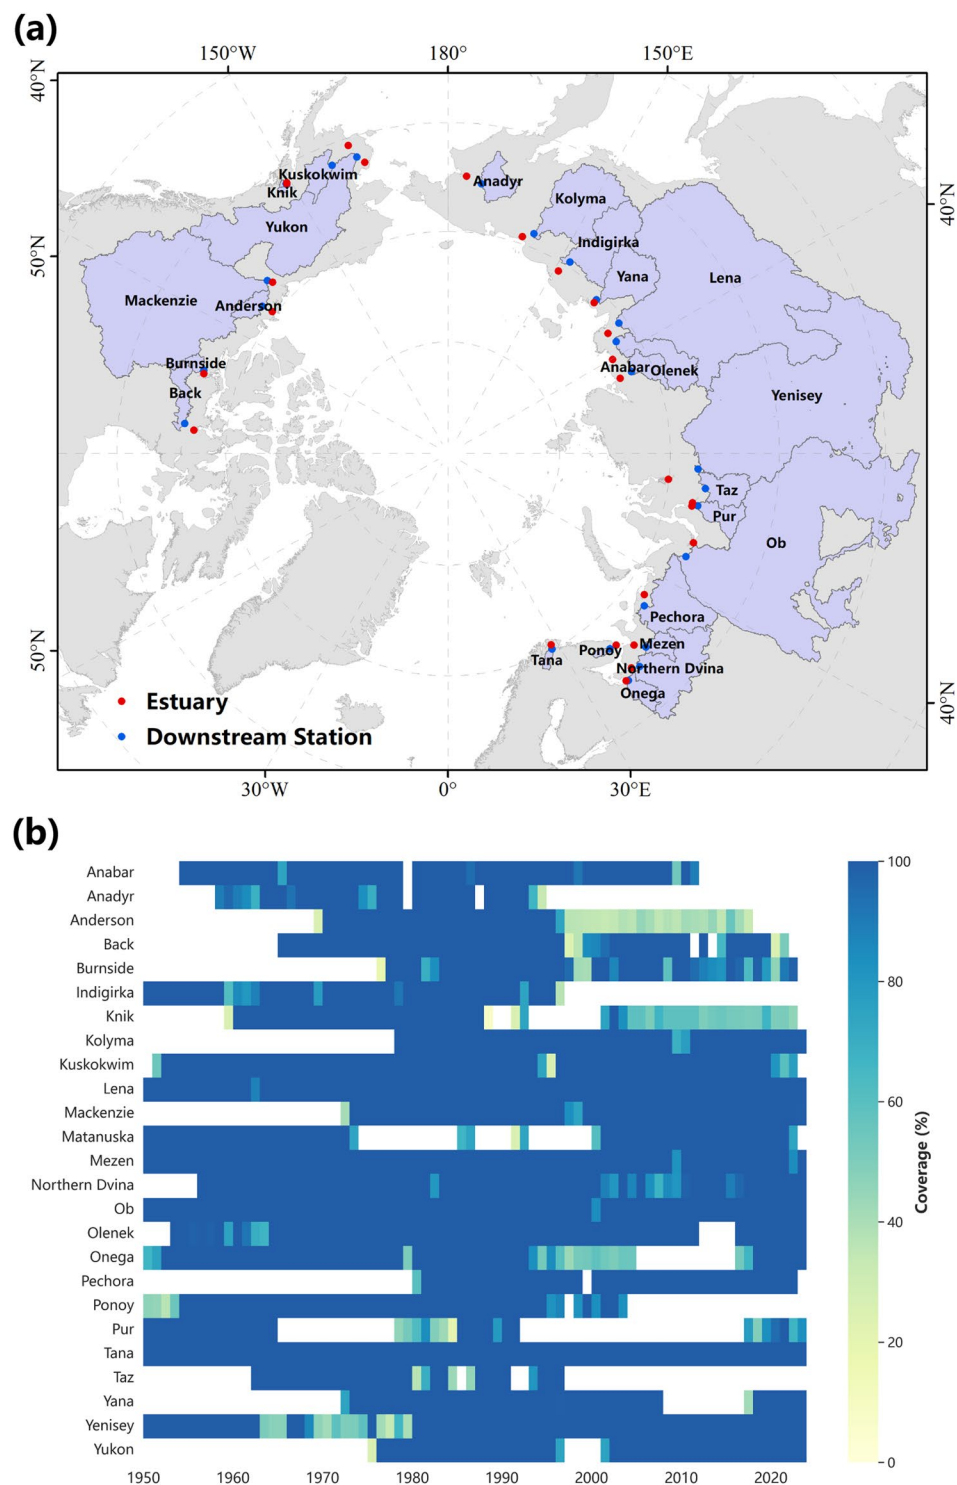 (a)
150°W 180° 150°E
40°N
50°N
50°N
40°N
40°N
Kuskokwim
Knik
Yukon
Mackenzie
Anderson
Burnside
Back
Anadyr
Kolyma
Indigirka
Yana
Lena
Anabar
Olenek
Yenisey
Taz
Pur
Ob
Pechora
Mezen
Ponoy
Tana
Northern Dvina
Onega
Estuary
Downstream Station
30°W 0° 30°E
(b)
Anabar
Anadyr
Anderson
Back
Burnside
Indigirka
Knik
Kolyma
Kuskokwim
Lena
Mackenzie
Matanuska
Mezen
Northern Dvina
Ob
Olenek
Onega
Pechora
Ponoy
Pur
Tana
Taz
Yana
Yenisey
Yukon
1950 1960 1970 1980 1990 2000 2010 2020
100
80
60
40
20
0
Coverage (%)